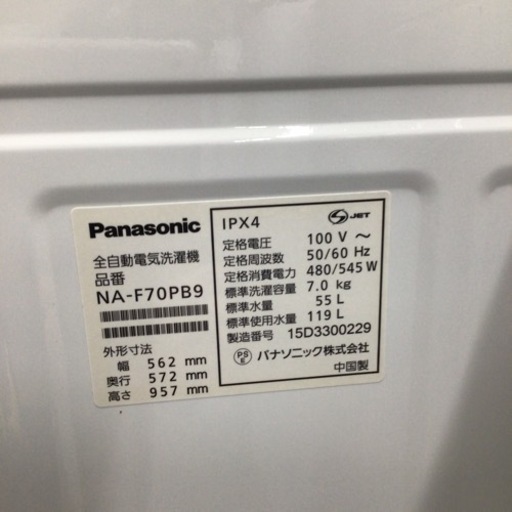 Panasonic
全自動電気洗濯機
品番
NA-F70PB9
外形寸法
幅 562 mm
奥行 572 mm
高さ 957 mm
IPX4
S JET
定格電圧 100 V ～
定格周波数 50/60 Hz
定格消費電力 480/545 W
標準洗濯容量 7.0 kg
標準水量 55 L
標準使用水量 119 L
製造番号 15D3300229
PS E パナソニック株式会社
中国製